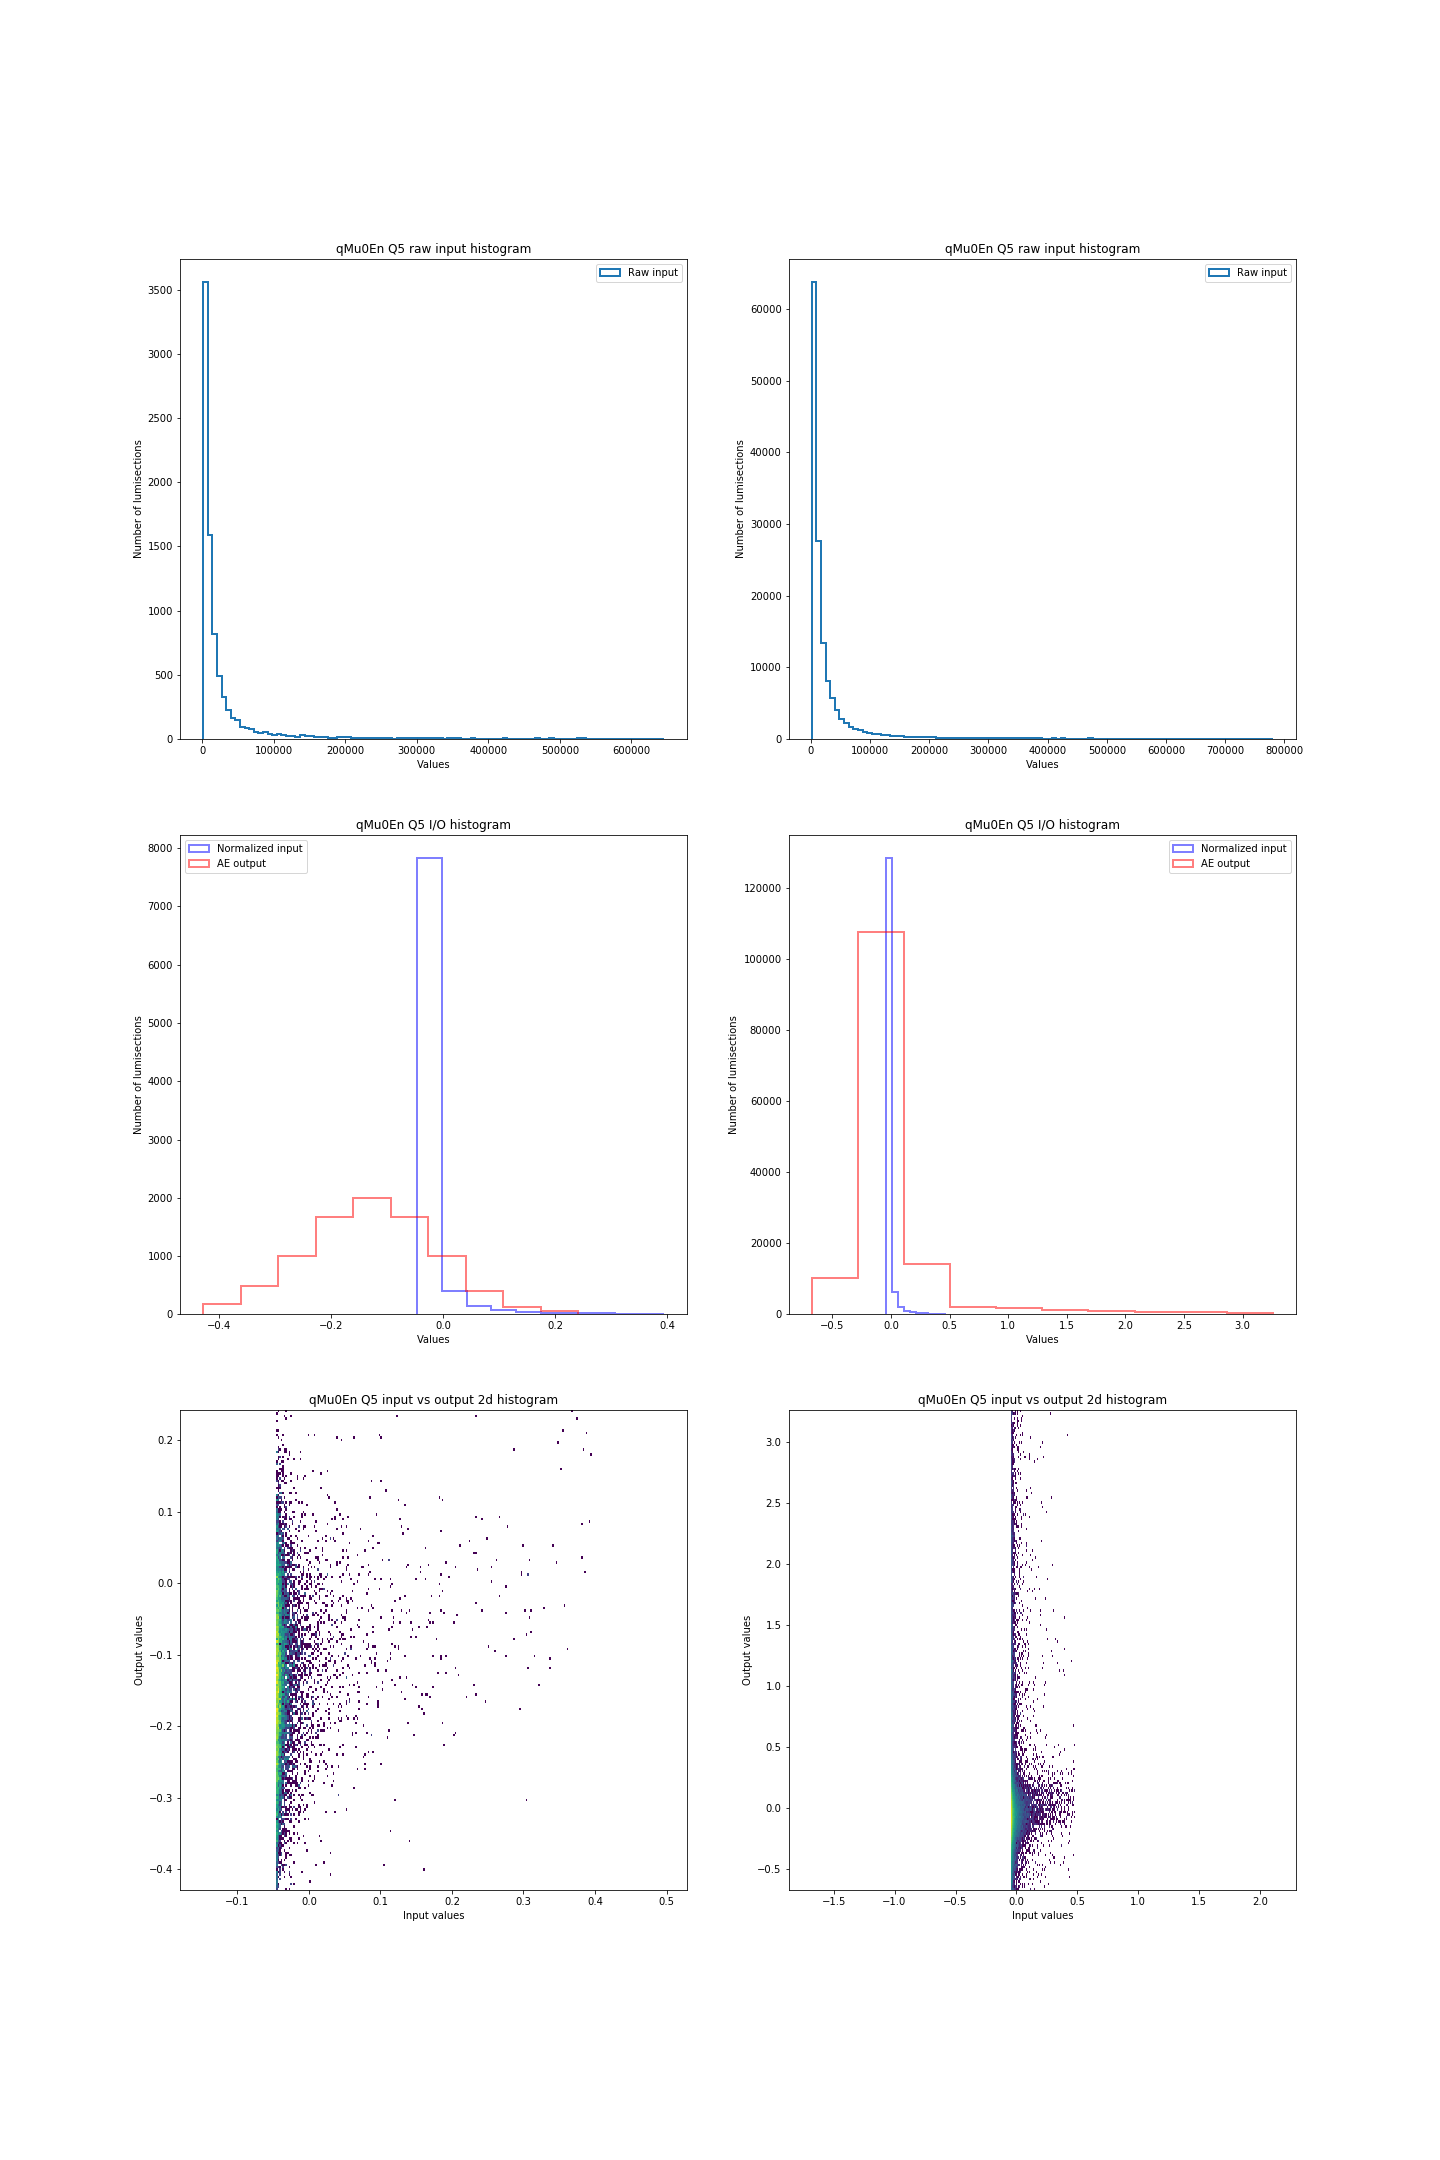 qMu0En Q5 raw input histogram
Raw input
Number of lumisections
3500
3000
2500
2000
1500
1000
500
0
0 100000 200000 300000 400000 500000 600000
Values
qMu0En Q5 raw input histogram
Raw input
Number of lumisections
60000
50000
40000
30000
20000
10000
0
0 100000 200000 300000 400000 500000 600000 700000 800000
Values
qMu0En Q5 I/O histogram
Normalized input
AE output
Number of lumisections
8000
7000
6000
5000
4000
3000
2000
1000
0
−0.4 −0.2 0.0 0.2 0.4
Values
qMu0En Q5 I/O histogram
Normalized input
AE output
Number of lumisections
120000
100000
80000
60000
40000
20000
0
−0.5 0.0 0.5 1.0 1.5 2.0 2.5 3.0
Values
qMu0En Q5 input vs output 2d histogram
Output values
0.2
0.1
0.0
−0.1
−0.2
−0.3
−0.4
−0.1 0.0 0.1 0.2 0.3 0.4 0.5
Input values
qMu0En Q5 input vs output 2d histogram
Output values
3.0
2.5
2.0
1.5
1.0
0.5
0.0
−0.5
−1.5 −1.0 −0.5 0.0 0.5 1.0 1.5 2.0
Input values